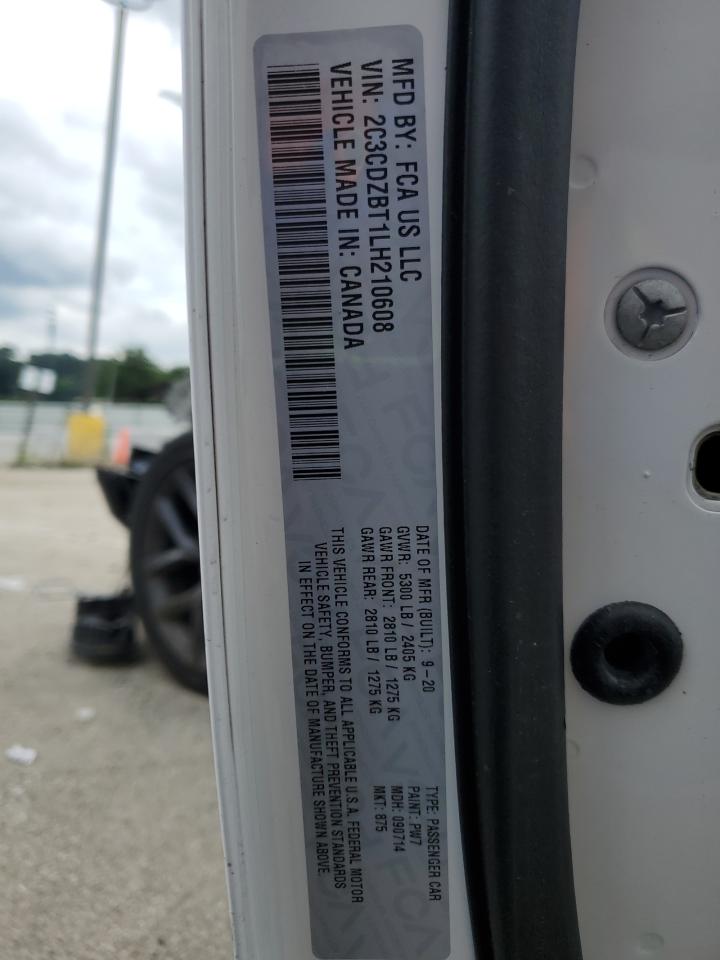 MFD BY: FCA US LLC
VIN: 2C3CDZBT1LH210608
VEHICLE MADE IN: CANADA
DATE OF MFR (BUILT): 9-20
GVWR: 5300 LB / 2405 KG
GAWR FRONT: 2810 LB / 1275 KG
GAWR REAR: 2810 LB / 1275 KG
THIS VEHICLE CONFORMS TO ALL APPLICABLE U.S.A. FEDERAL MOTOR
VEHICLE SAFETY, BUMPER, AND THEFT PREVENTION STANDARDS
IN EFFECT ON THE DATE OF MANUFACTURE SHOWN ABOVE.
TYPE: PASSENGER CAR
PAINT: PW7
MDH: 090714
MKT: 875